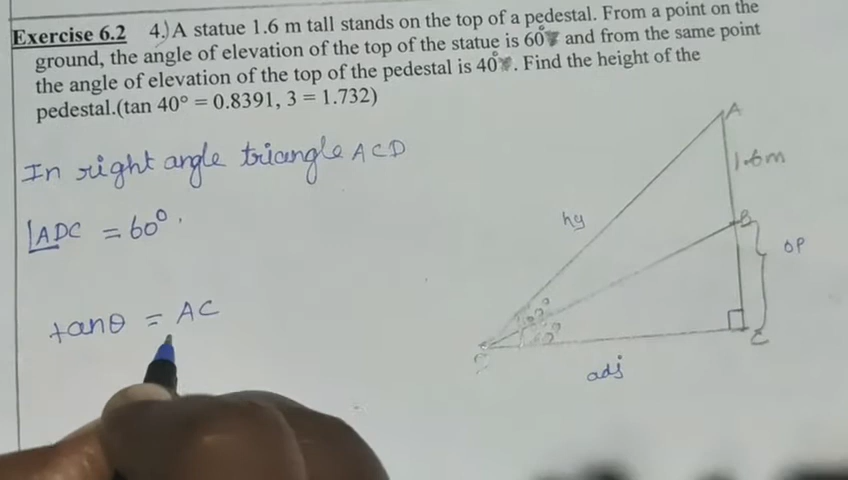 Exercise 6.2 4.) A statue 1.6 m tall stands on the top of a pedestal. From a point on the
ground, the angle of elevation of the top of the statue is 60° and from the same point
the angle of elevation of the top of the pedestal is 40°. Find the height of the
pedestal.(tan 40° = 0.8391, 3 = 1.732)
In right angle triangle ACD
∠ADC = 60°.
tanθ = AC
A
1.6m
hy
B
op
C
adj